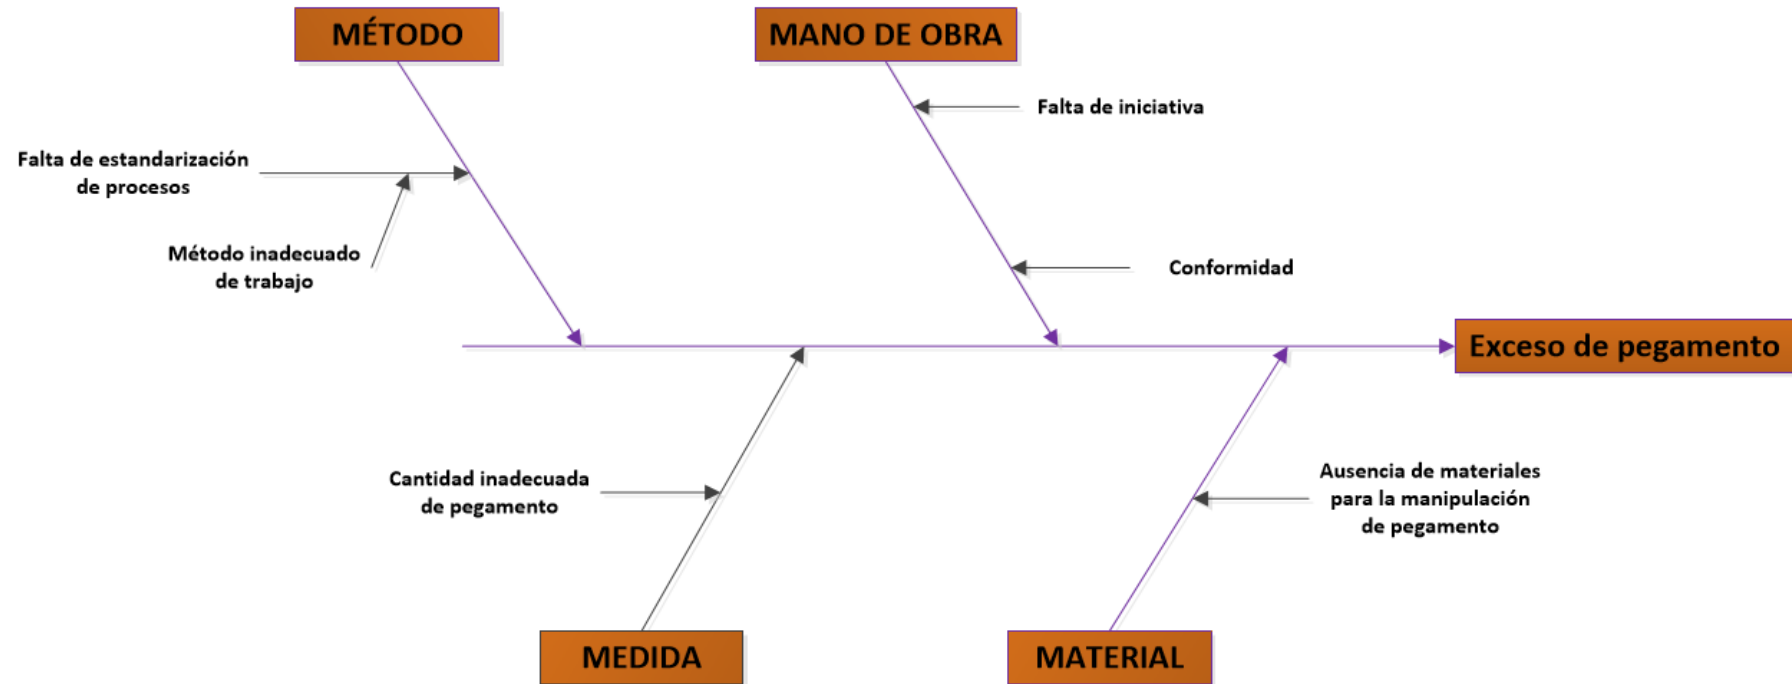 MÉTODO
MANO DE OBRA
Falta de iniciativa
Falta de estandarización
de procesos
Método inadecuado
de trabajo
Conformidad
Exceso de pegamento
Cantidad inadecuada
de pegamento
Ausencia de materiales
para la manipulación
de pegamento
MEDIDA
MATERIAL